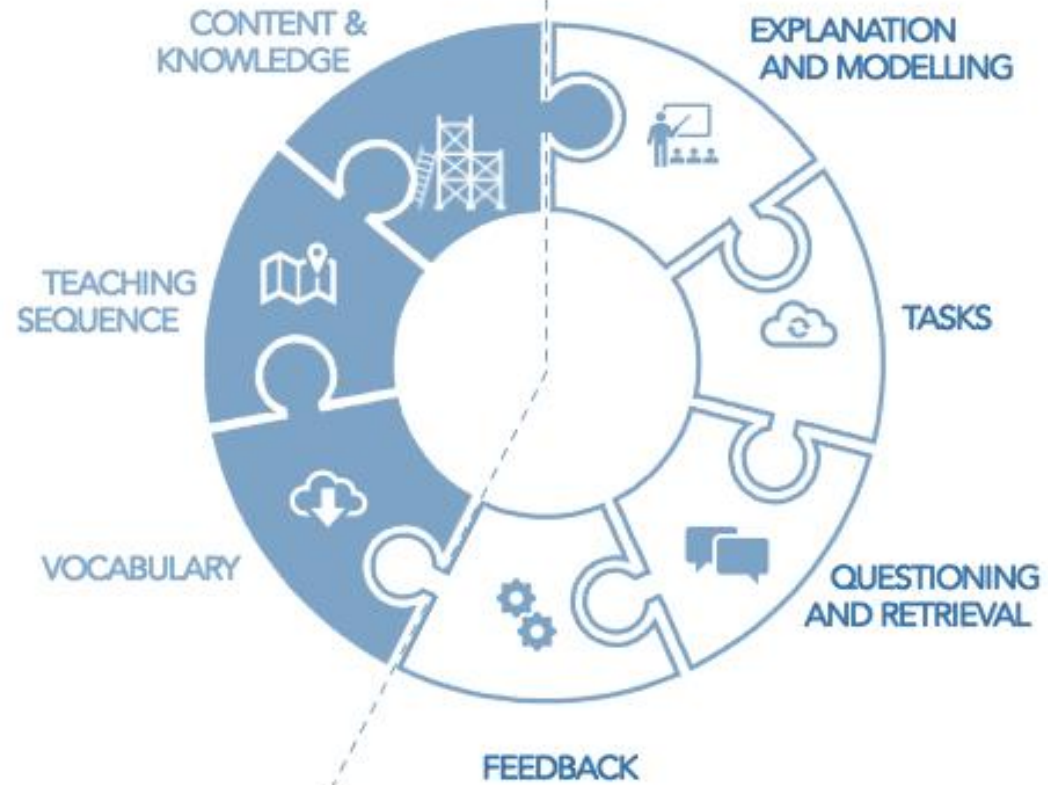 CONTENT &
KNOWLEDGE
EXPLANATION
AND MODELLING
TEACHING
SEQUENCE
TASKS
VOCABULARY
QUESTIONING
AND RETRIEVAL
FEEDBACK